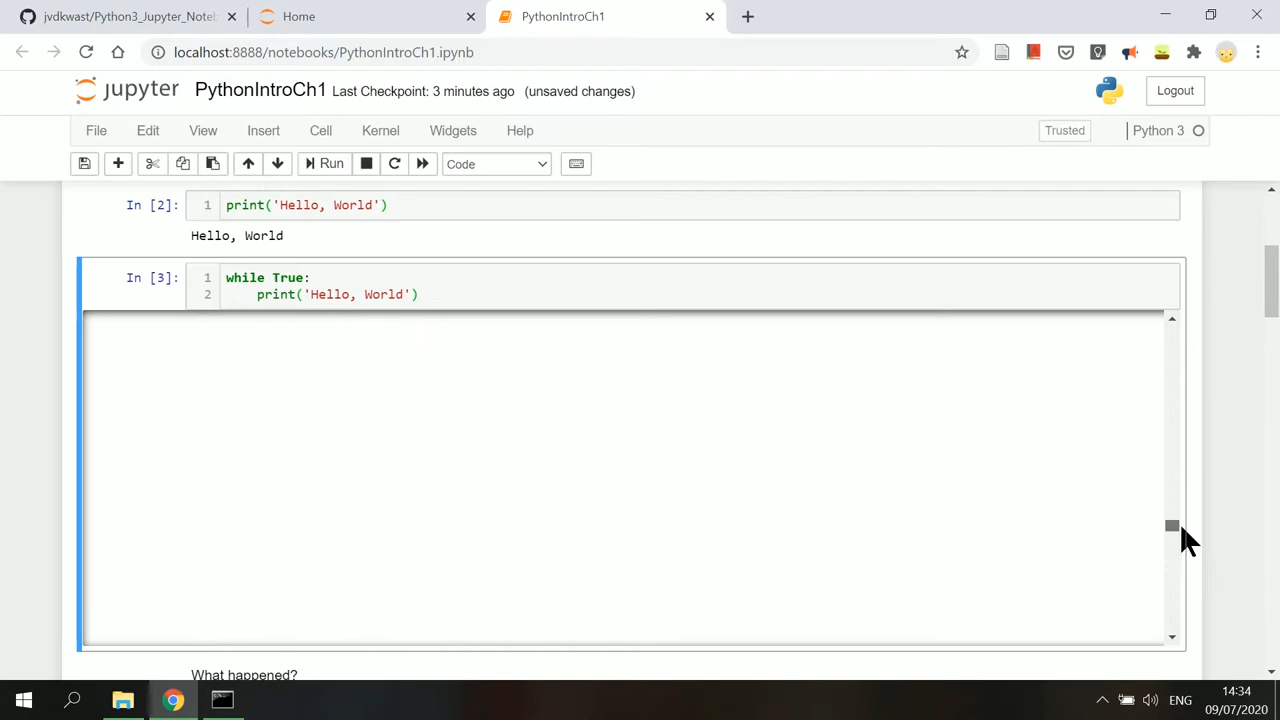 jvdkwast/Python3_Jupyter_Noteb
Home
PythonIntroCh1
localhost:8888/notebooks/PythonIntroCh1.ipynb
jupyter PythonIntroCh1 Last Checkpoint: 3 minutes ago (unsaved changes)
Logout
File Edit View Insert Cell Kernel Widgets Help
Trusted
Python 3
Run
Code
In [2]: 1 print('Hello, World')
Hello, World
In [3]: 1 while True:
2 print('Hello, World')
What happened?
ENG
14:34
09/07/2020